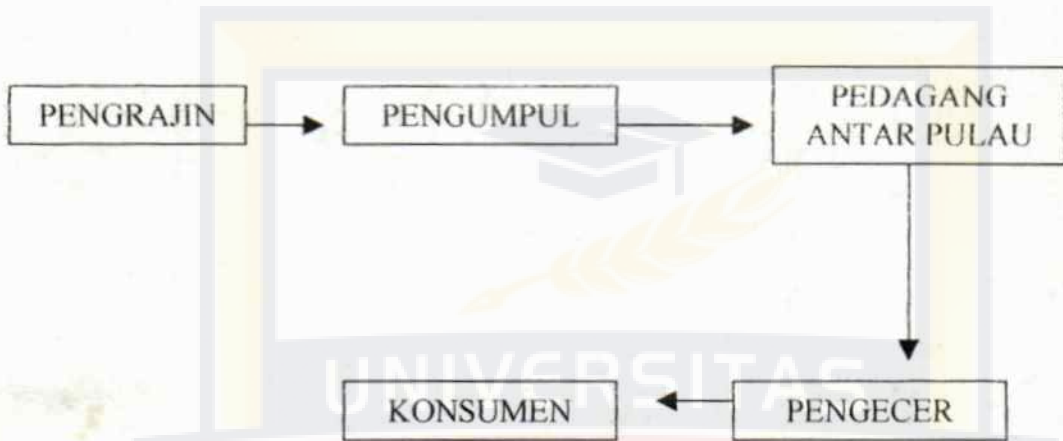 PENGRAJIN
PENGUMPUL
PEDAGANG
ANTAR PULAU
PENGECER
KONSUMEN
UNIVERSITAS